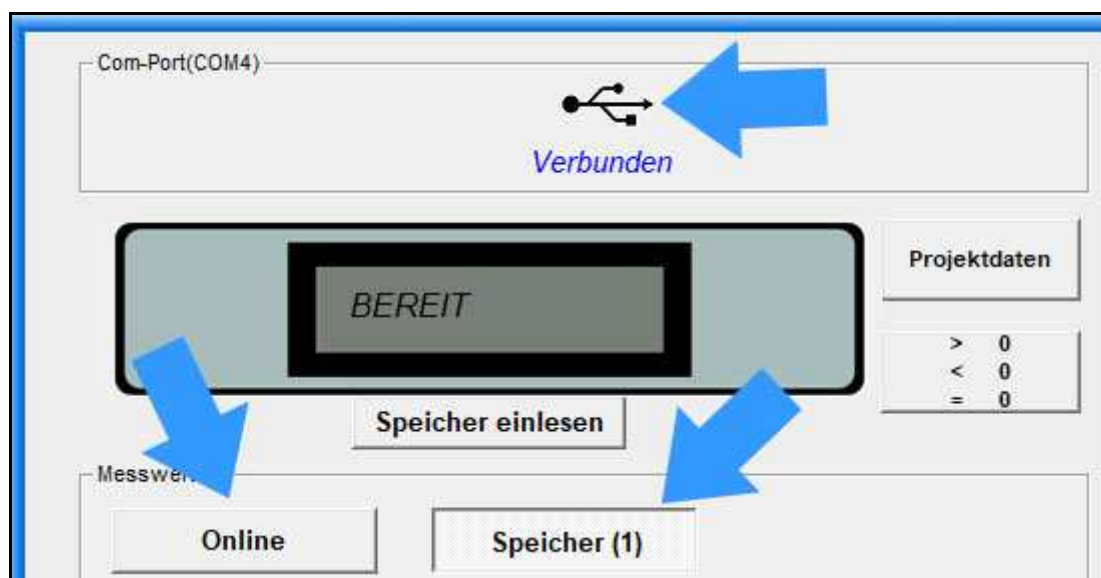 Com-Port(COM4)
Verbunden
BEREIT
Projektdaten
> 0
< 0
= 0
Speicher einlesen
Online
Speicher (1)